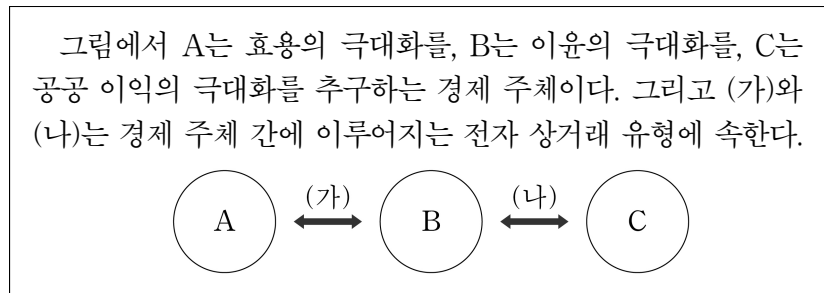 그림에서 A는 효용의 극대화를, B는 이윤의 극대화를, C는
공공 이익의 극대화를 추구하는 경제 주체이다. 그리고 (가)와
(나)는 경제 주체 간에 이루어지는 전자 상거래 유형에 속한다.
(가) (나)
A B C